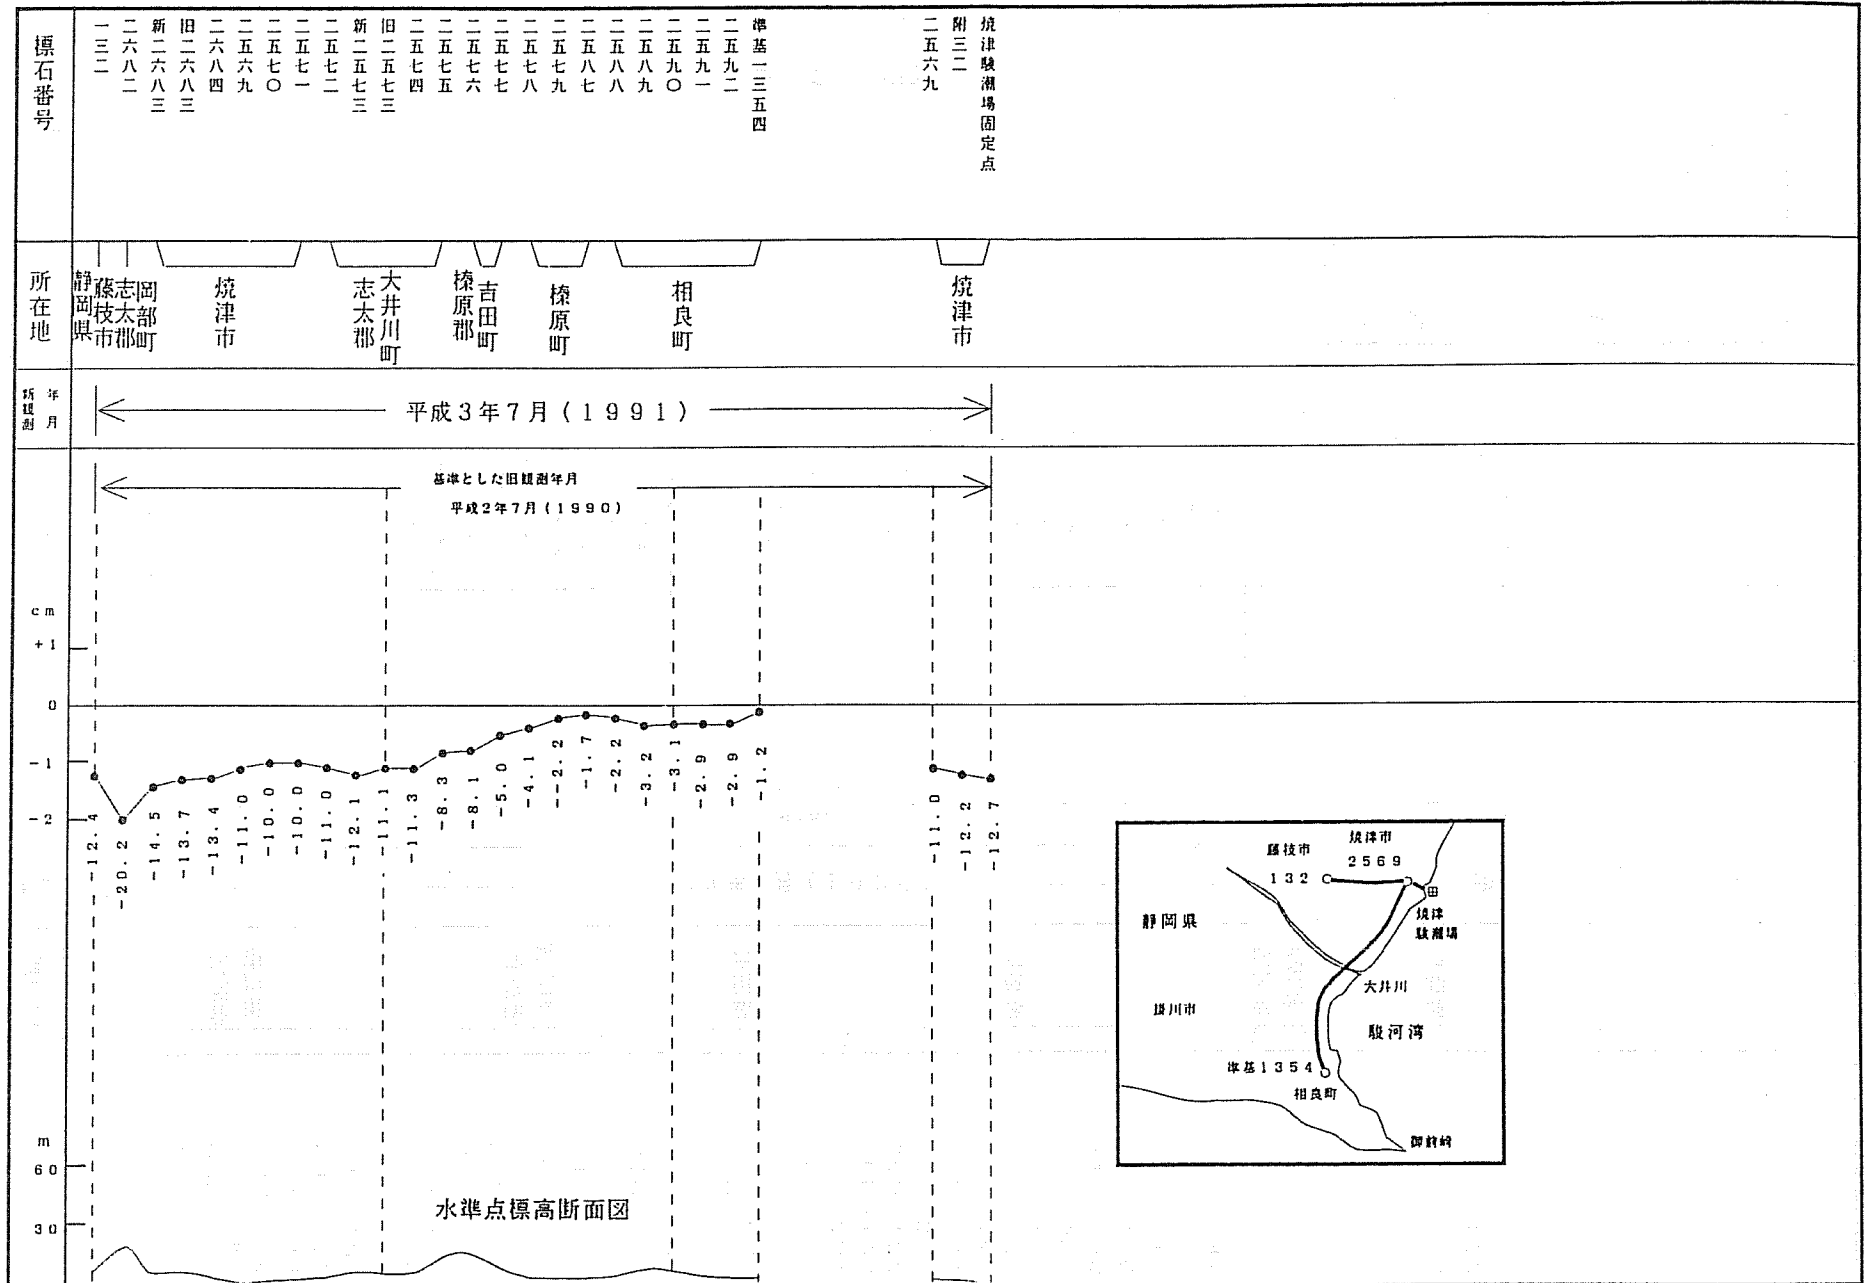 標石番号
一三二
二六八二
新二六八三
旧二六八三
二六八四
二五六九
二五七〇
二五七一
二五七二
新二五七三
旧二五七三
二五七四
二五七五
二五七六
二五七七
二五七八
二五七九
二五八七
二五八八
二五八九
二五九〇
二五九一
二五九二
準基一三五四
二五六九
附三二
焼津験潮場固定点
所在地
静岡県
藤枝市
志太郡
岡部町
焼津市
志太郡
大井川町
榛原郡
吉田町
榛原町
相良町
焼津市
新観測
年月
平成3年7月(1991)
基準とした旧観測年月
平成2年7月(1990)
cm
+1
0
-1
-2
-12.4
-20.2
-14.5
-13.7
-13.4
-11.0
-10.0
-10.0
-11.0
-12.1
-11.1
-11.3
-8.3
-8.1
-5.0
-4.1
-2.2
-1.7
-2.2
-3.2
-3.1
-2.9
-2.9
-1.2
-11.0
-12.2
-12.7
藤枝市
132
焼津市
2569
静岡県
焼津
験潮場
大井川
掛川市
駿河湾
準基1354
相良町
御前崎
m
60
30
水準点標高断面図